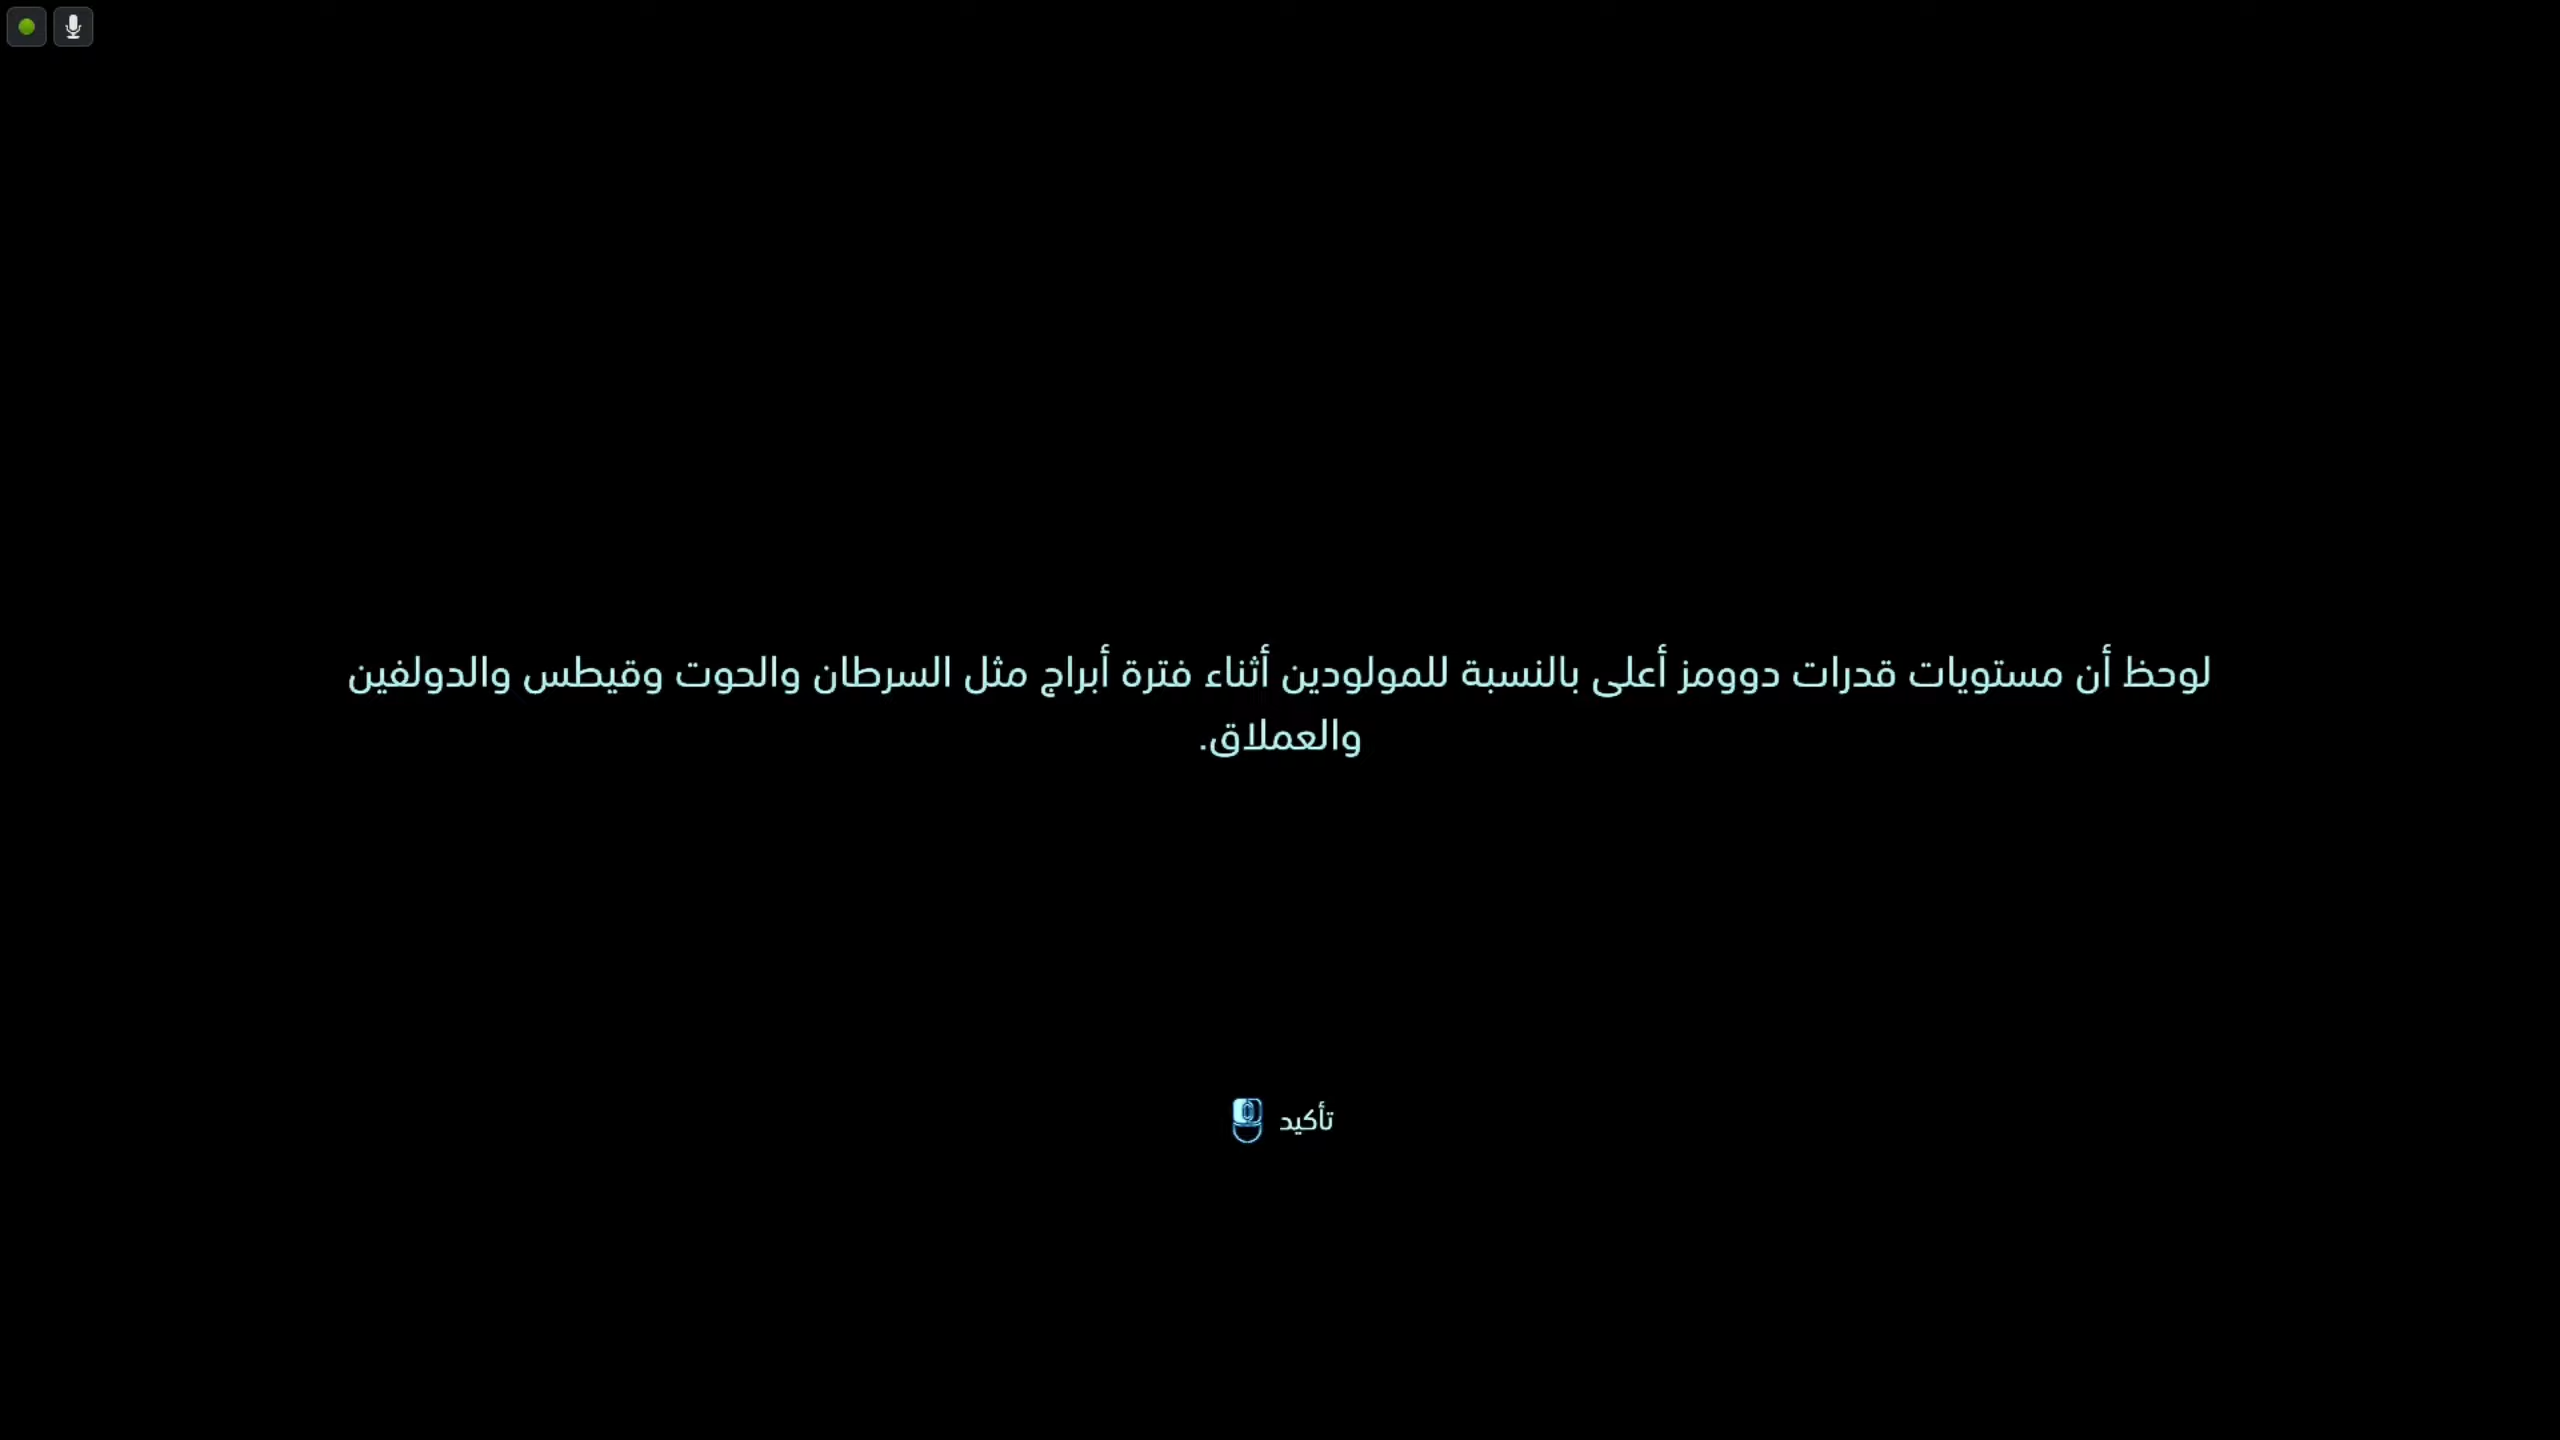 لوحظ أن مستويات قدرات دوومز أعلى بالنسبة للمولودين أثناء فترة أبراج مثل السرطان والحوت وقيطس والدولفين
والعملاق.
تأكيد